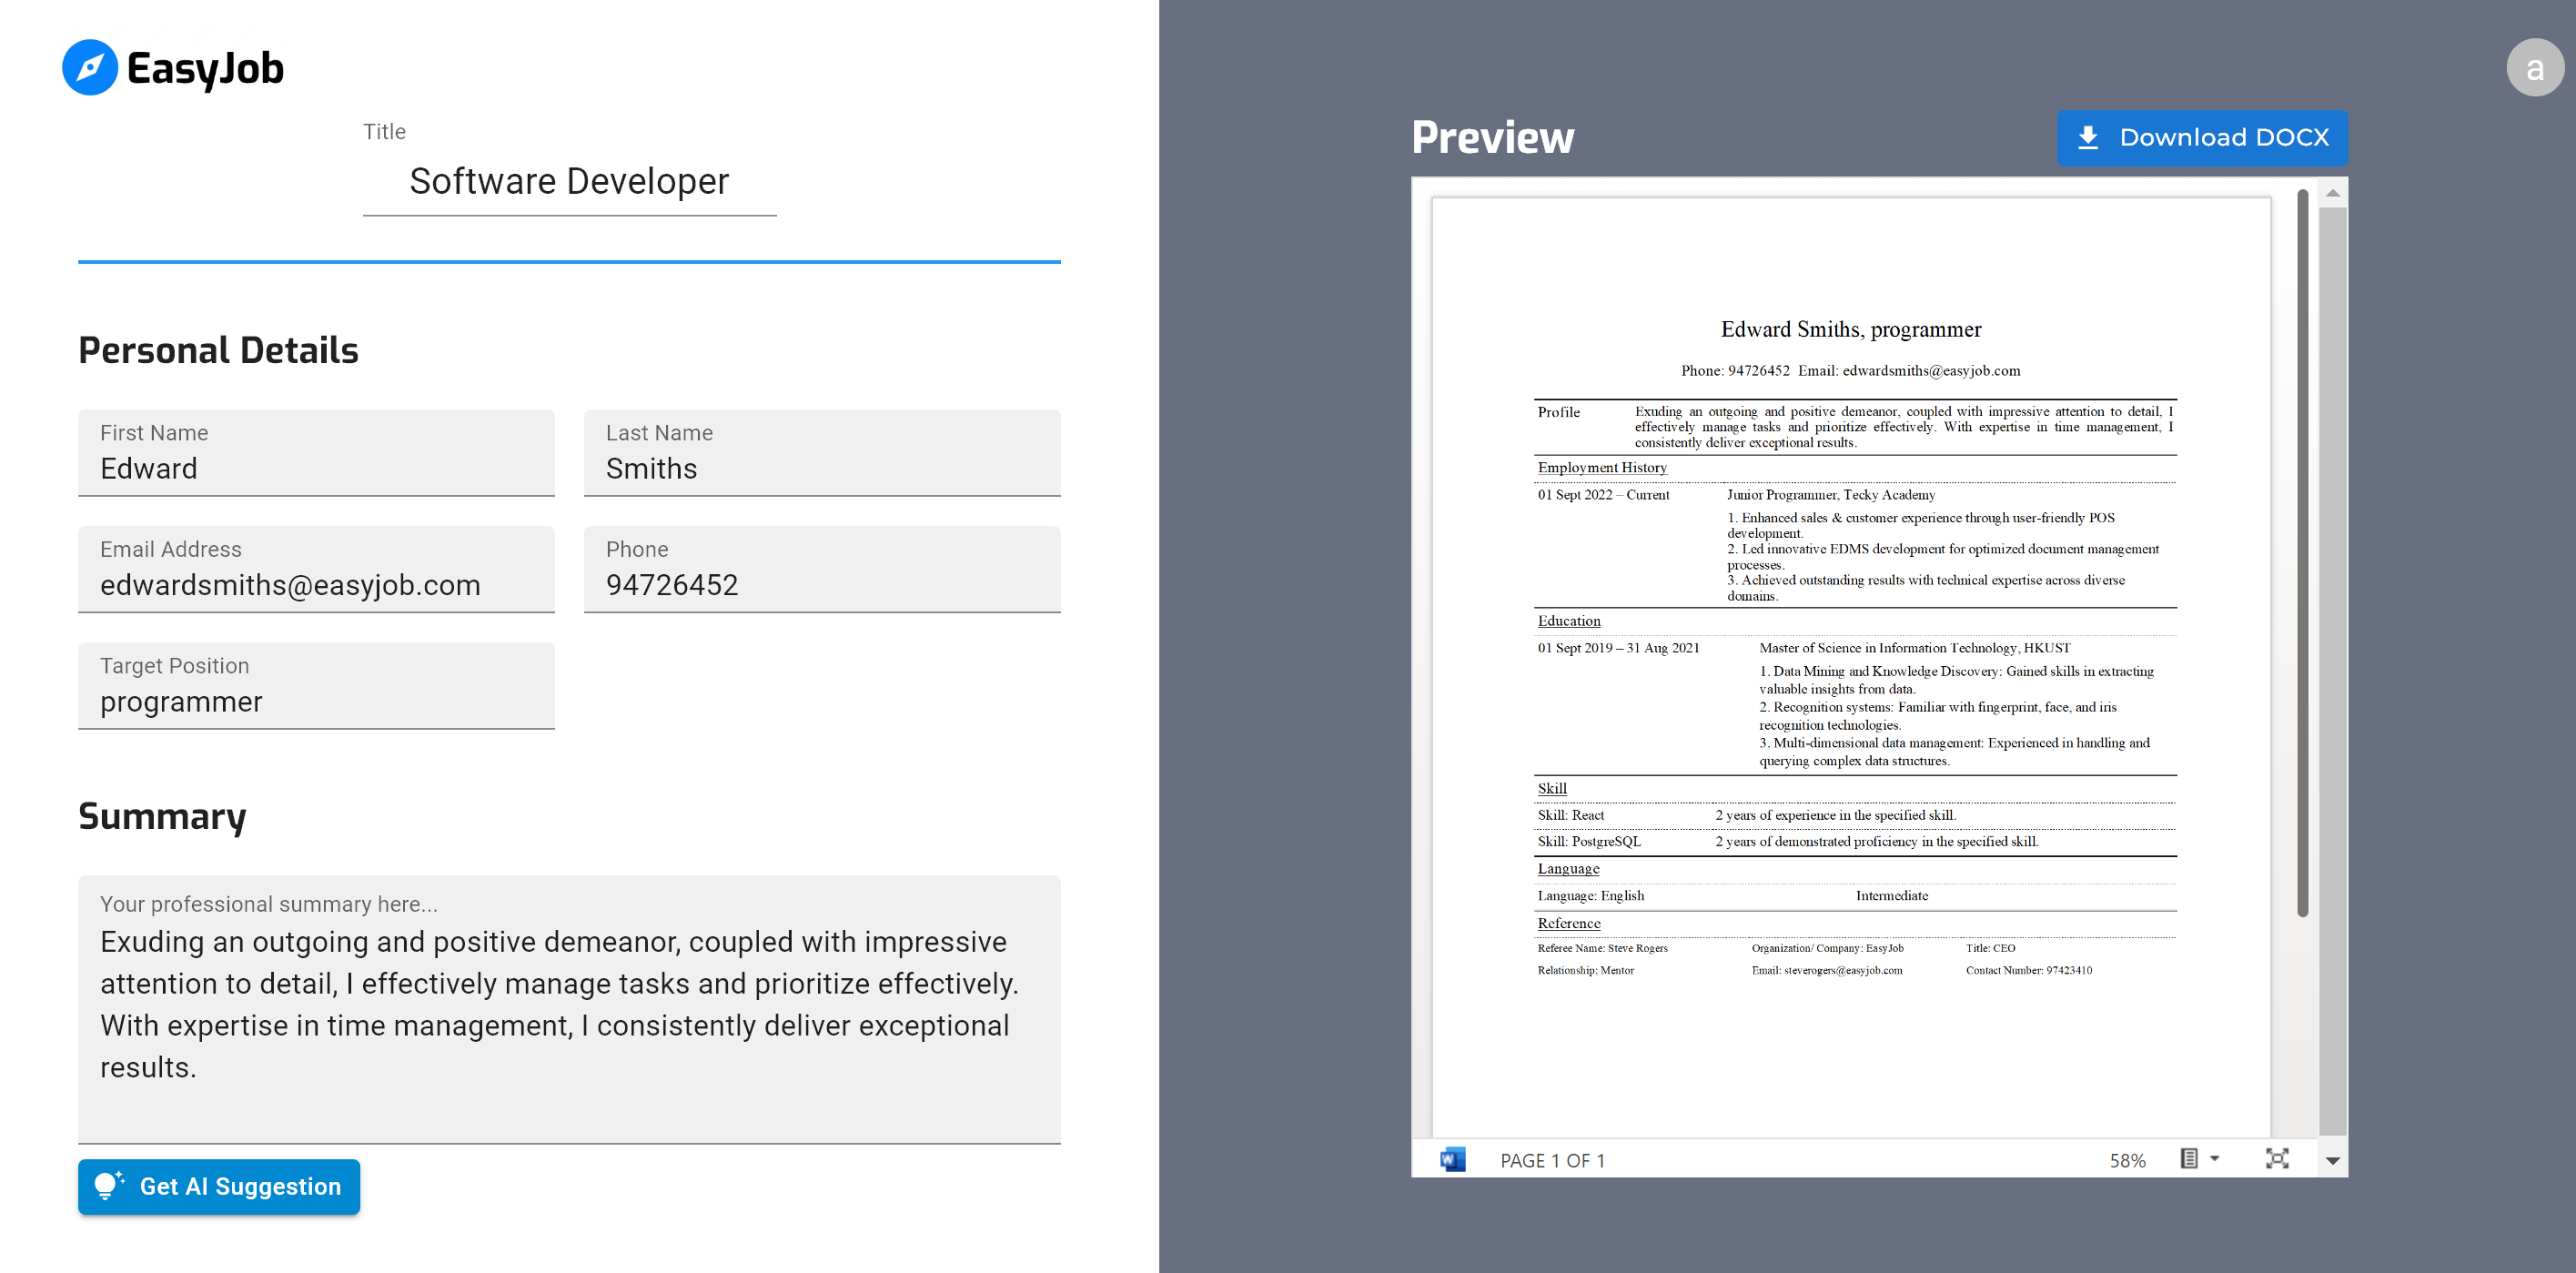 EasyJob
Title
Software Developer
Personal Details
First Name
Edward
Last Name
Smiths
Email Address
edwardsmiths@easyjob.com
Phone
94726452
Target Position
programmer
Summary
Your professional summary here...
Exuding an outgoing and positive demeanor, coupled with impressive
attention to detail, I effectively manage tasks and prioritize effectively.
With expertise in time management, I consistently deliver exceptional
results.
Get AI Suggestion
a
Preview
Download DOCX
Edward Smiths, programmer
Phone: 94726452 Email: edwardsmiths@easyjob.com
Profile
Exuding an outgoing and positive demeanor, coupled with impressive attention to detail, I
effectively manage tasks and prioritize effectively. With expertise in time management, I
consistently deliver exceptional results.
Employment History
01 Sept 2022 – Current
Junior Programmer, Tecky Academy
1. Enhanced sales & customer experience through user-friendly POS
development.
2. Led innovative EDMS development for optimized document management
processes.
3. Achieved outstanding results with technical expertise across diverse
domains.
Education
01 Sept 2019 – 31 Aug 2021
Master of Science in Information Technology, HKUST
1. Data Mining and Knowledge Discovery: Gained skills in extracting
valuable insights from data.
2. Recognition systems: Familiar with fingerprint, face, and iris
recognition technologies.
3. Multi-dimensional data management: Experienced in handling and
querying complex data structures.
Skill
Skill: React 2 years of experience in the specified skill.
Skill: PostgreSQL 2 years of demonstrated proficiency in the specified skill.
Language
Language: English Intermediate
Reference
Referee Name: Steve Rogers Organization/ Company: EasyJob Title: CEO
Relationship: Mentor Email: steverogers@easyjob.com Contact Number: 97423410
W PAGE 1 OF 1 58%